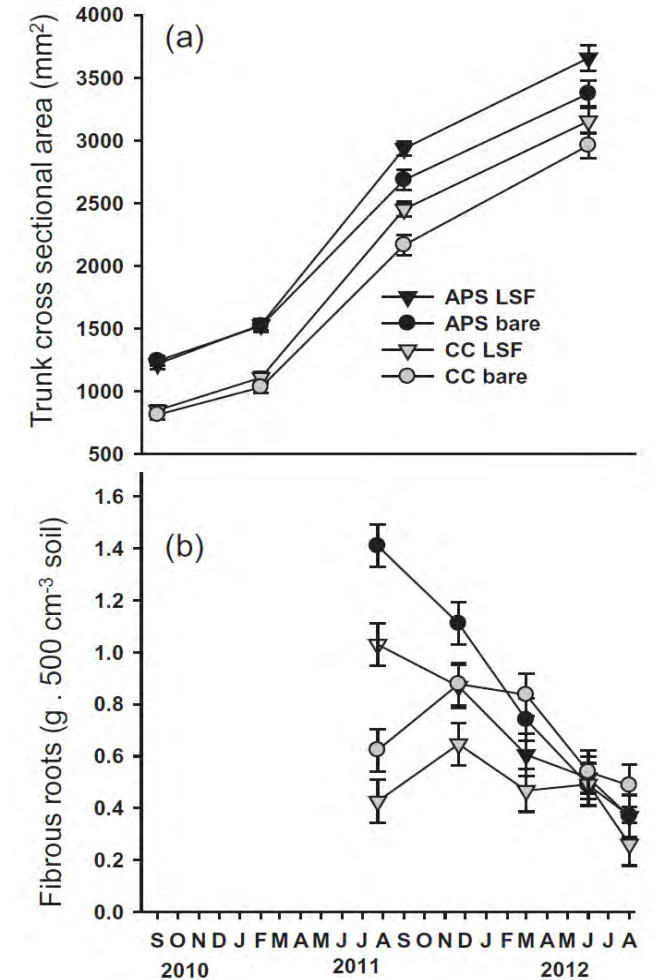 (a)
Trunk cross sectional area (mm²)
4000
3500
3000
2500
2000
1500
1000
500
APS LSF
APS bare
CC LSF
CC bare
(b)
Fibrous roots (g . 500 cm⁻³ soil)
1.6
1.4
1.2
1.0
0.8
0.6
0.4
0.2
0.0
S O N D J F M A M J J A S O N D J F M A M J J A
2010 2011 2012